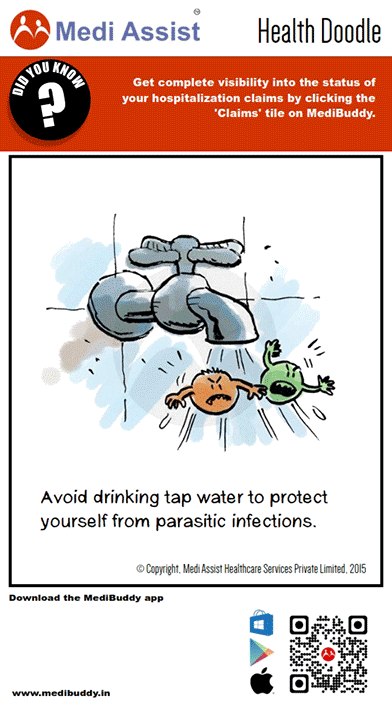 Medi Assist
Health Doodle
DID YOU KNOW
?
Get complete visibility into the status of
your hospitalization claims by clicking the
'Claims' tile on MediBuddy.
Avoid drinking tap water to protect
yourself from parasitic infections.
© Copyright, Medi Assist Healthcare Services Private Limited, 2015
Download the MediBuddy app
www.medibuddy.in